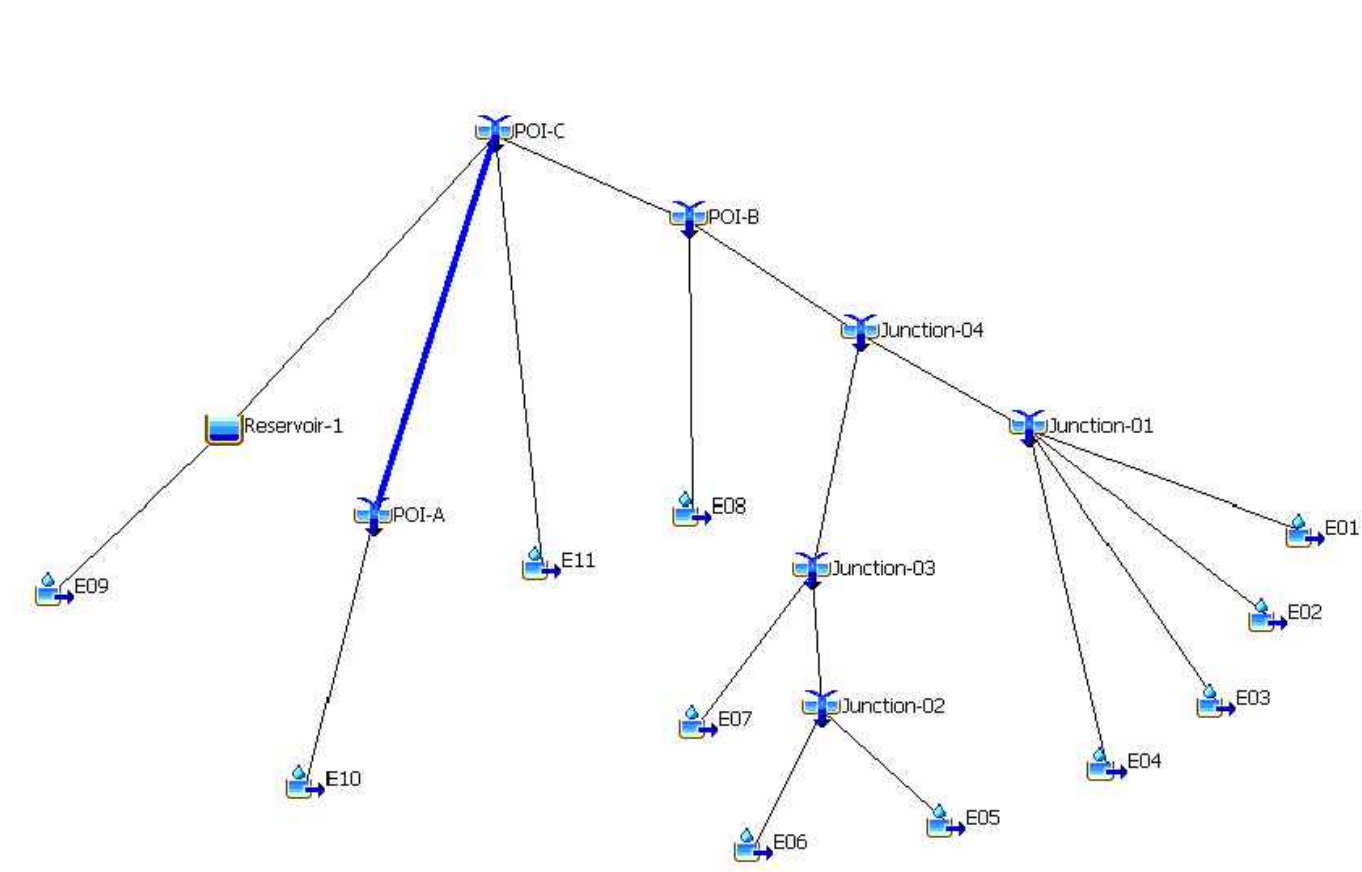 POI-C
POI-B
Junction-04
Reservoir-1
Junction-01
E08
POI-A
E01
E11
Junction-03
E09
E02
E03
Junction-02
E07
E04
E10
E05
E06